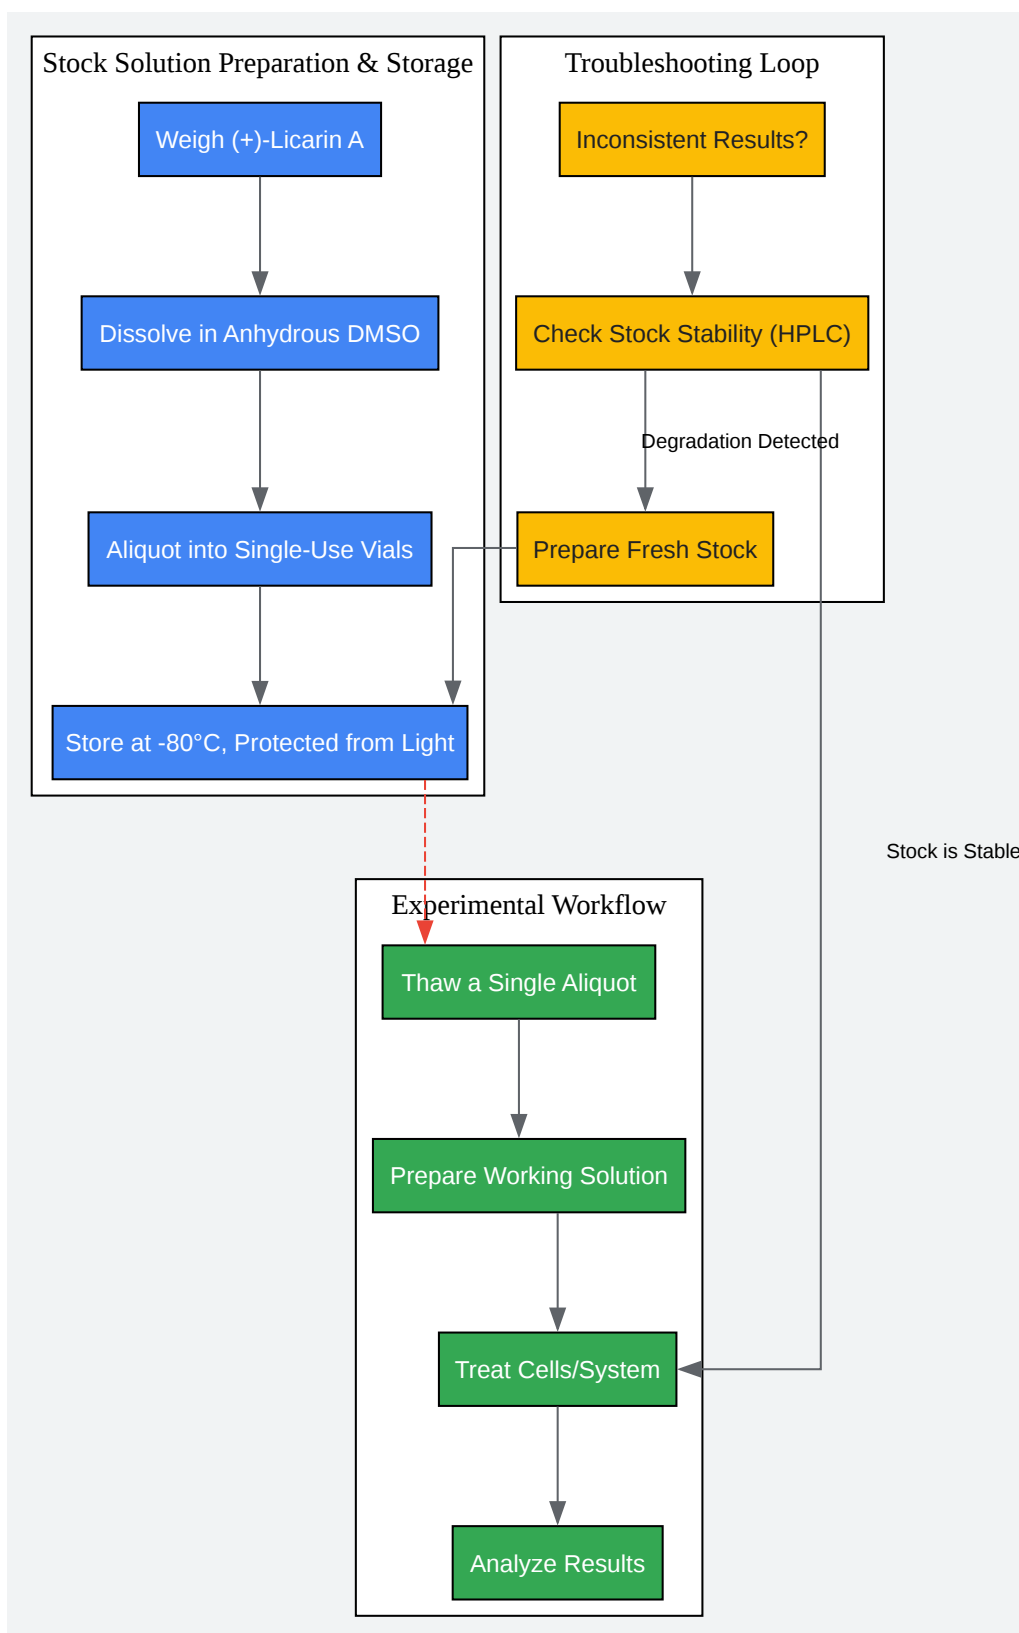 Stock Solution Preparation & Storage
Weigh (+)-Licarin A
Dissolve in Anhydrous DMSO
Aliquot into Single-Use Vials
Store at -80°C, Protected from Light
Troubleshooting Loop
Inconsistent Results?
Check Stock Stability (HPLC)
Degradation Detected
Prepare Fresh Stock
Stock is Stable
Experimental Workflow
Thaw a Single Aliquot
Prepare Working Solution
Treat Cells/System
Analyze Results